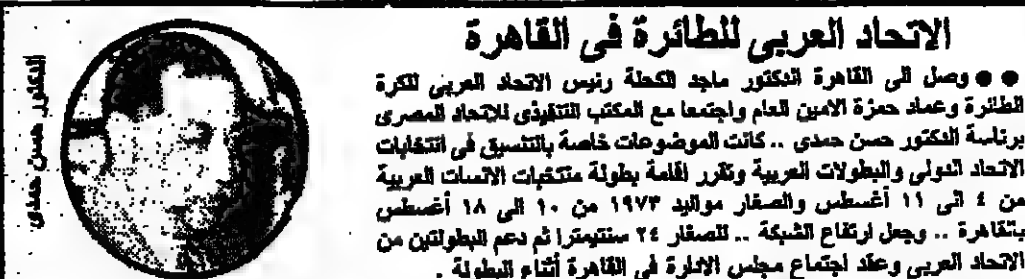 الاتحاد العربى للطائرة فى القاهرة
●● وصل الى القاهرة الدكتور ماجد الكحلة رئيس الاتحاد العربى للكرة
الطائرة وعماد حمزة الامين العام واجتمعا مع المكتب التنفيذى للاتحاد المصرى
برئاسة الدكتور حسن حمدى .. كانت الموضوعات خاصة بالتنسيق فى انتخابات
الاتحاد الدولى والبطولات العربية وتقرر اقامة بطولة منتخبات الانسات العربية
من ٤ الى ١١ أغسطس والصغار مواليد ١٩٧٣ من ١٠ الى ١٨ أغسطس
بالقاهرة .. وجعل ارتفاع الشبكة .. للصغار ٢٤ سنتيمترا ثم دعم البطولتين من
الاتحاد العربى وعقد اجتماع مجلس الادارة فى القاهرة أثناء البطولة .
الدكتور حسن حمدى